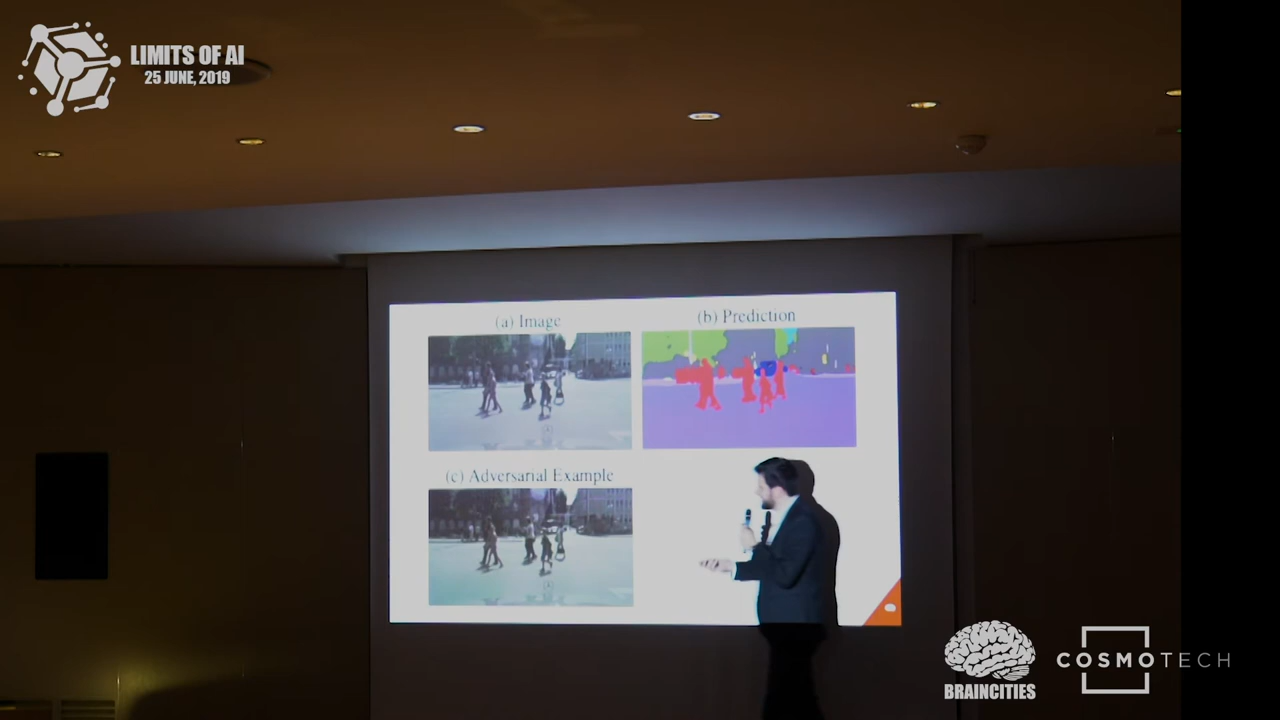 LIMITS OF AI
25 JUNE, 2019
(a) Image
(b) Prediction
(c) Adversarial Example
BRAINCITIES
COSMOTECH